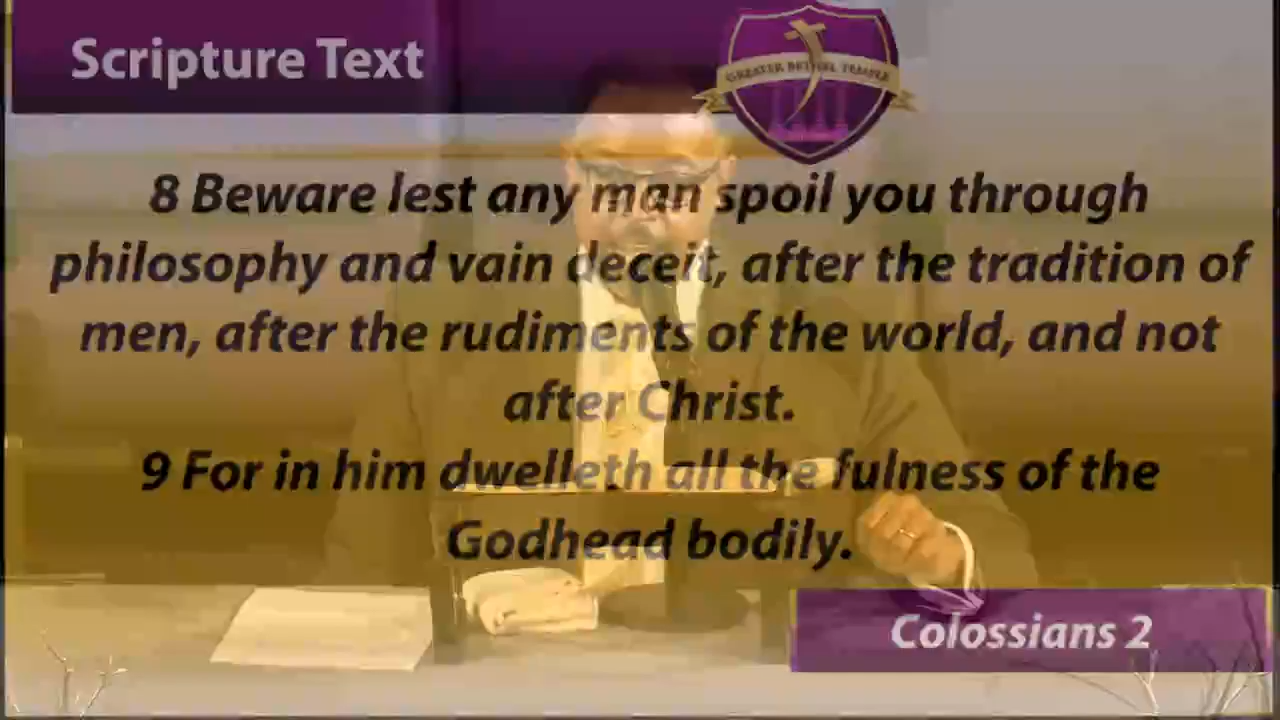 Scripture Text
GREATER BETHEL TEMPLE
8 Beware lest any man spoil you through
philosophy and vain deceit, after the tradition of
men, after the rudiments of the world, and not
after Christ.
9 For in him dwelleth all the fulness of the
Godhead bodily.
Colossians 2